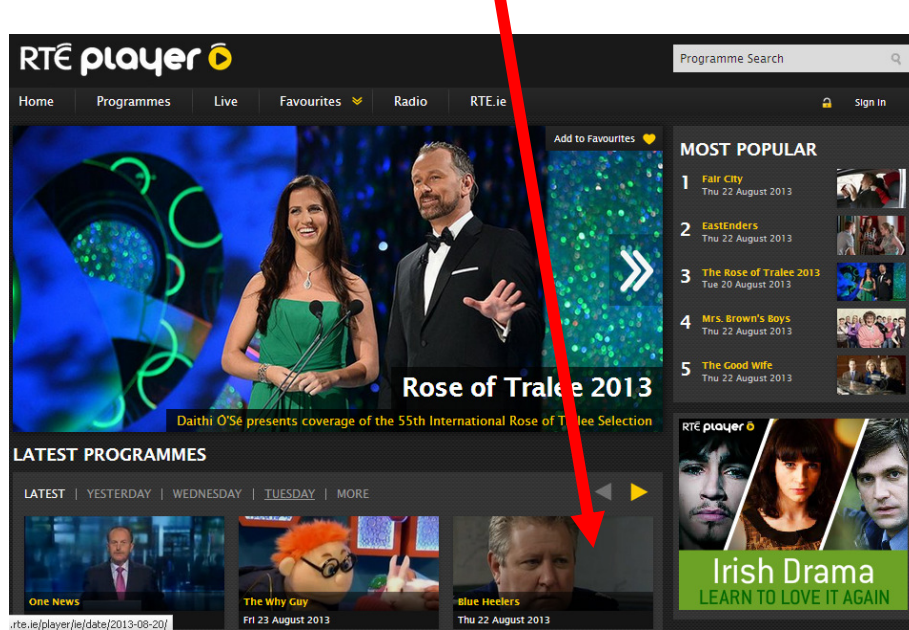 RTÉ player
Programme Search
Home Programmes Live Favourites Radio RTE.ie Sign in
Add to Favourites
Rose of Tralee 2013
Daithi Ó'Sé presents coverage of the 55th International Rose of Tralee Selection
MOST POPULAR
1 Fair City
Thu 22 August 2013
2 EastEnders
Thu 22 August 2013
3 The Rose of Tralee 2013
Tue 20 August 2013
4 Mrs. Brown's Boys
Thu 22 August 2013
5 The Good Wife
Thu 22 August 2013
RTÉ player
Irish Drama
LEARN TO LOVE IT AGAIN
LATEST PROGRAMMES
LATEST | YESTERDAY | WEDNESDAY | TUESDAY | MORE
One News
The Why Guy
Fri 23 August 2013
Blue Heelers
Thu 22 August 2013
.rte.ie/player/ie/date/2013-08-20/